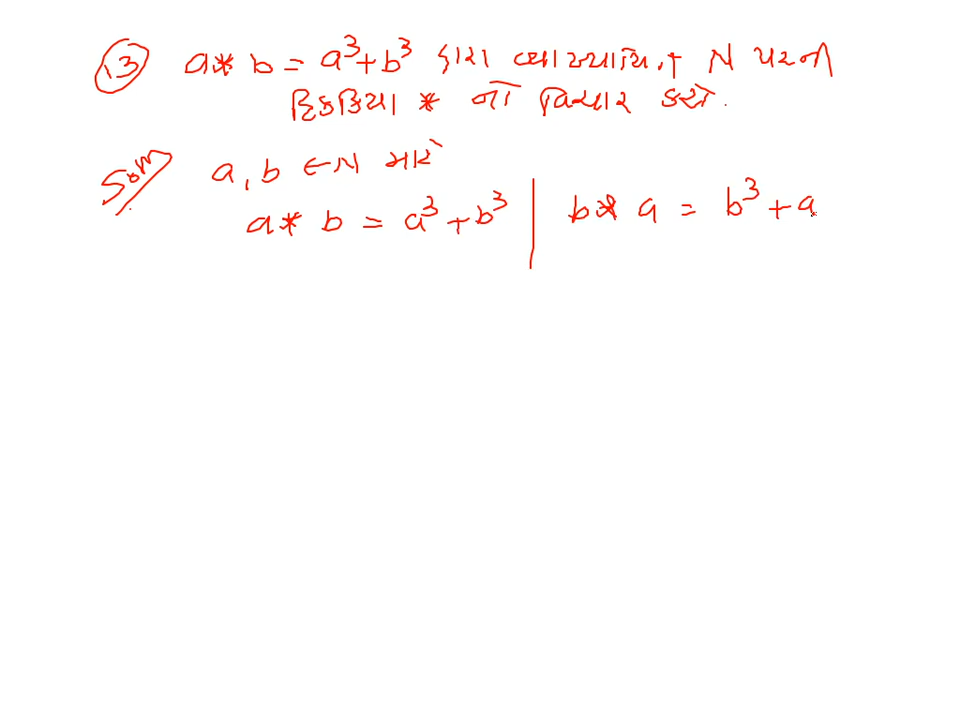 13 a * b = a³+b³ દ્વારા વ્યાખ્યાયિત N પરની
દ્વિક્રિયા * નો વિચાર કરો.
Soln a, b ∈ N માટે
a * b = a³ + b³ | b * a = b³ + a